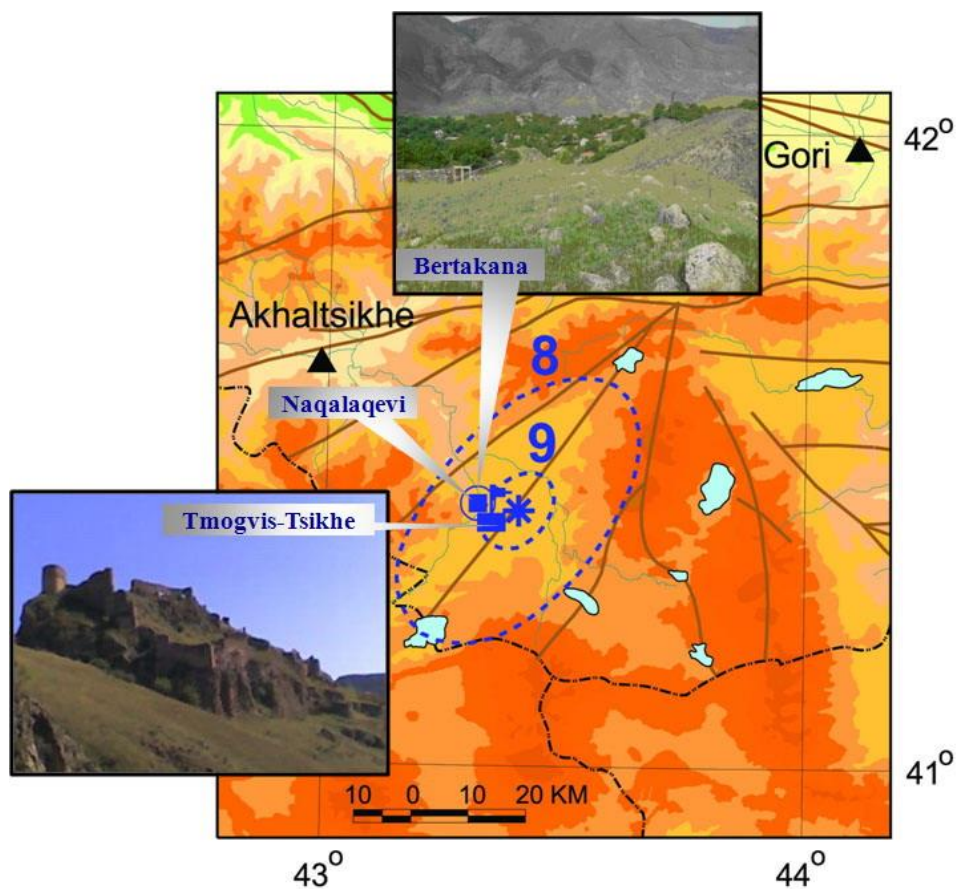 Bertakana
Gori
42°
Akhaltsikhe
8
Naqalaqevi
9
Tmogvis-Tsikhe
10 0 10 20 KM
41°
43° 44°